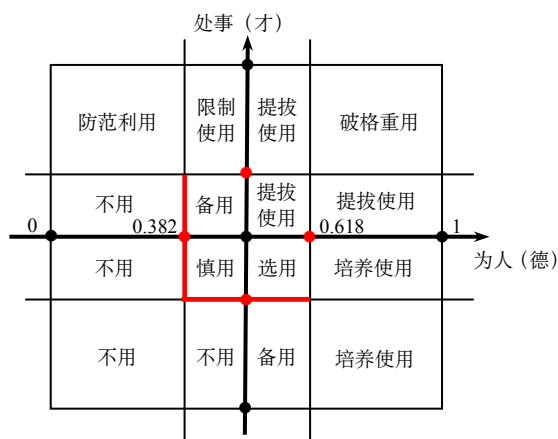 处事（才）
防范利用
限制
使用
提拔
使用
破格重用
不用
备用
提拔
使用
提拔使用
0
0.382
0.618
1
为人（德）
不用
慎用
选用
培养使用
不用
不用
备用
培养使用